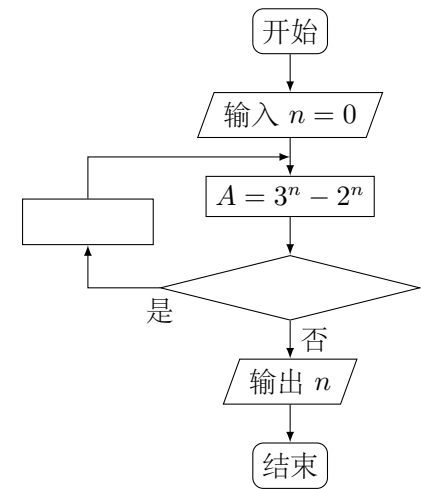 开始
输入 n = 0
A = 3ⁿ − 2ⁿ
是
否
输出 n
结束